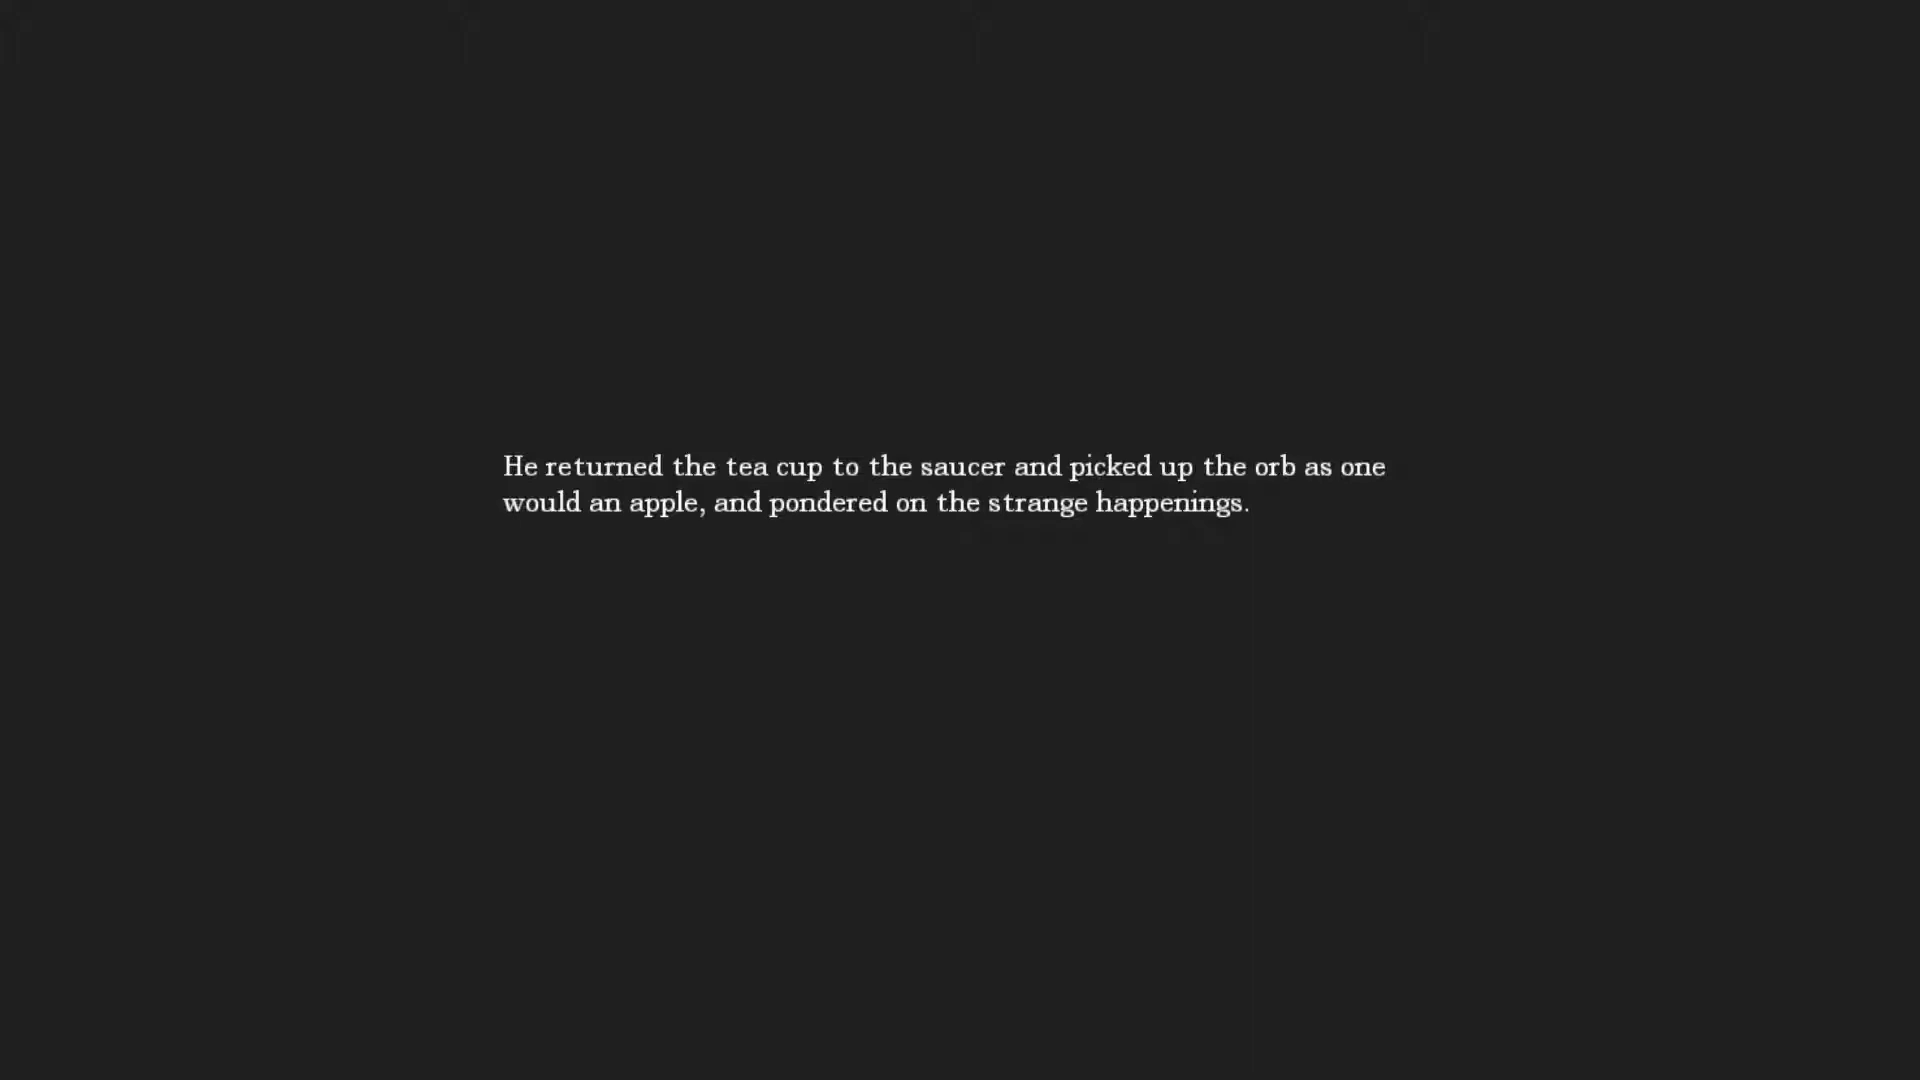 He returned the tea cup to the saucer and picked up the orb as one
would an apple, and pondered on the strange happenings.